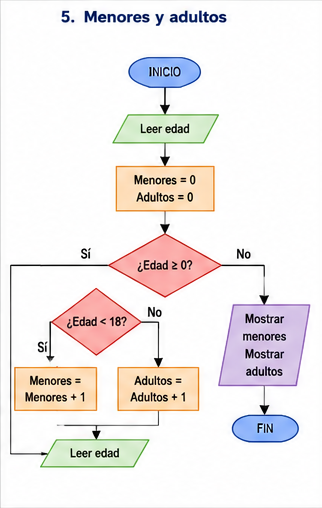 5. Menores y adultos
INICIO
Leer edad
Menores = 0
Adultos = 0
¿Edad ≥ 0?
Sí
No
¿Edad < 18?
Sí
No
Menores =
Menores + 1
Adultos =
Adultos + 1
Leer edad
Mostrar
menores
Mostrar
adultos
FIN